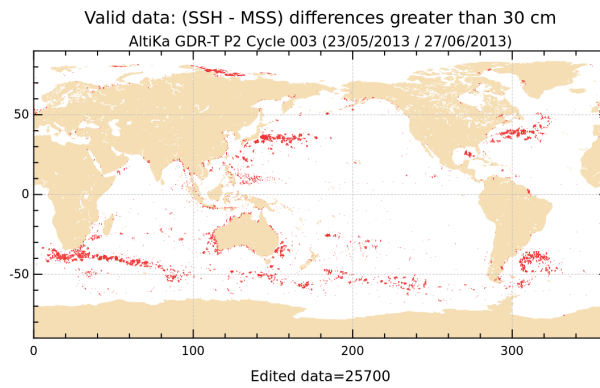 Valid data: (SSH - MSS) differences greater than 30 cm
AltiKa GDR-T P2 Cycle 003 (23/05/2013 / 27/06/2013)
50
0
-50
0 100 200 300
Edited data=25700